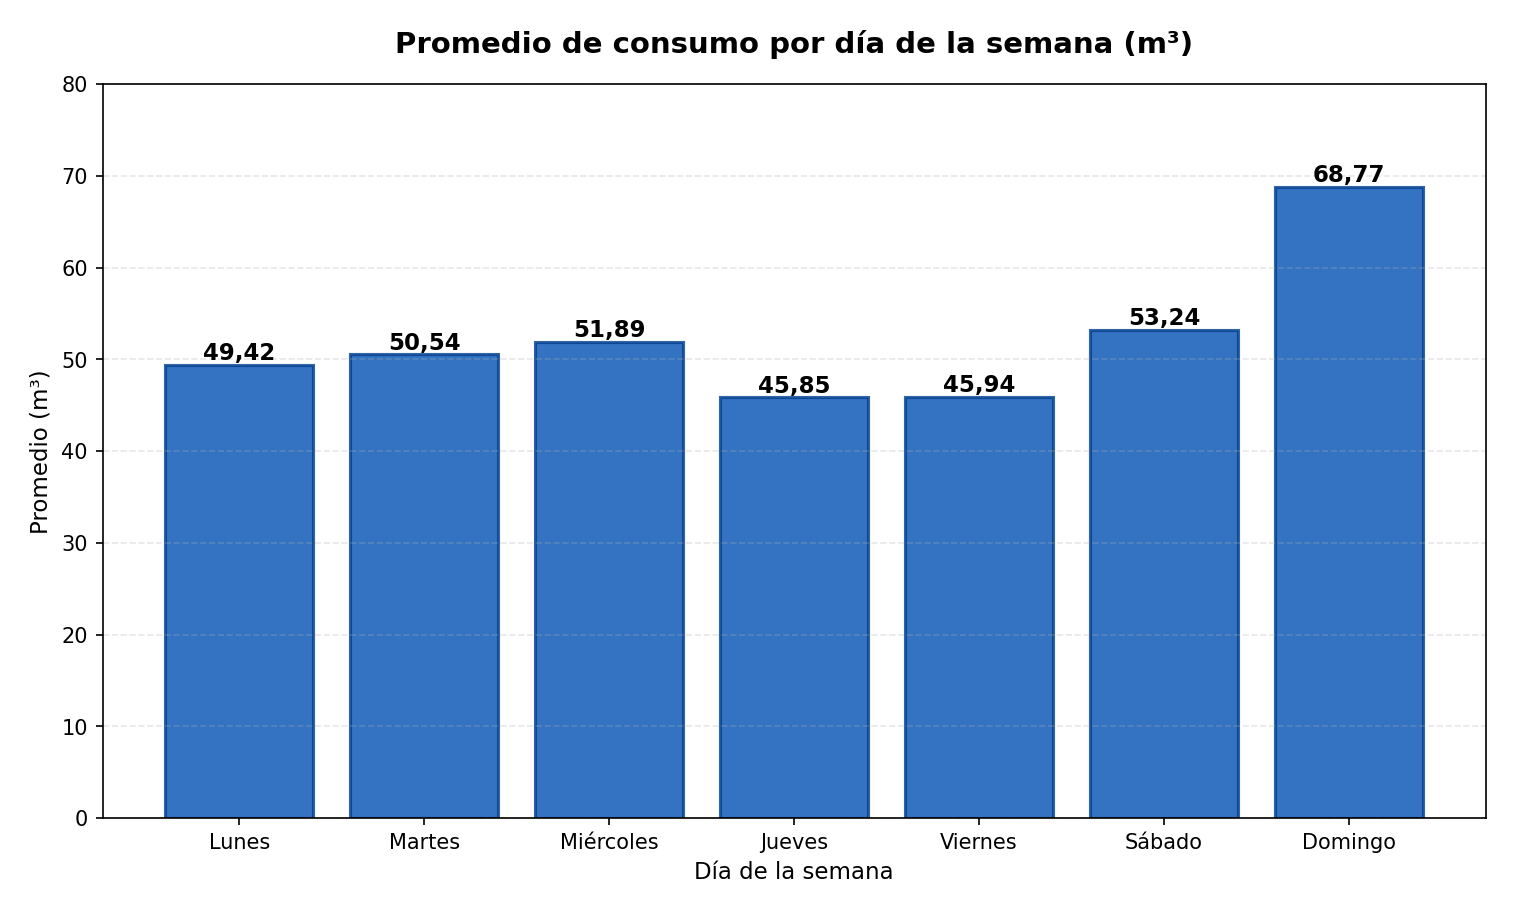 Promedio de consumo por día de la semana (m³)
80
70
60
50
40
30
20
10
0
Promedio (m³)
49,42
50,54
51,89
45,85
45,94
53,24
68,77
Lunes
Martes
Miércoles
Jueves
Viernes
Sábado
Domingo
Día de la semana